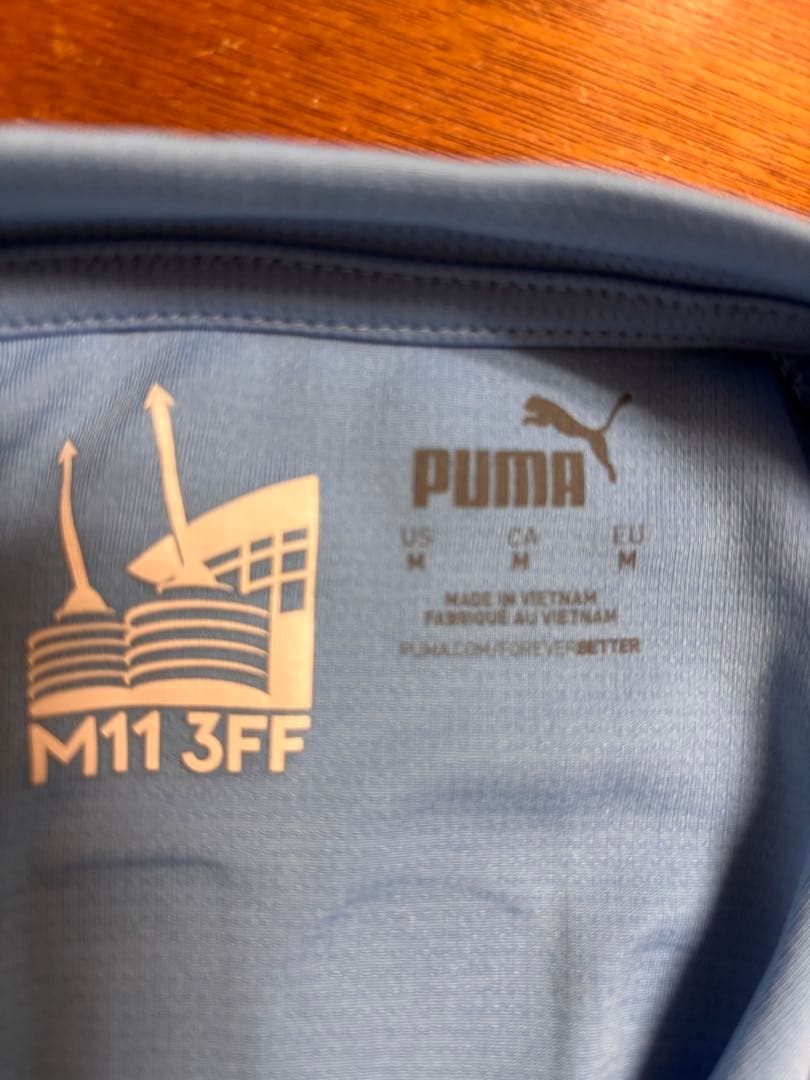 M11 3FF
PUMA
US CA EU
M M M
MADE IN VIETNAM
FABRIQUÉ AU VIETNAM
PUMA.COM/FOREVERBETTER